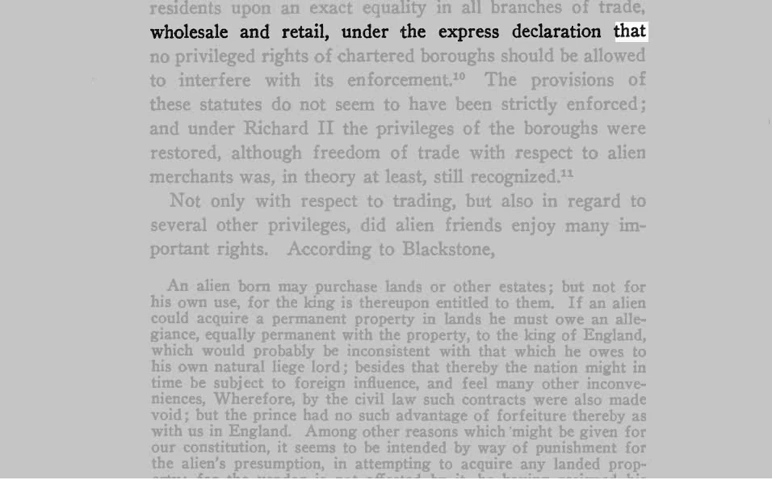 residents upon an exact equality in all branches of trade,
wholesale and retail, under the express declaration that
no privileged rights of chartered boroughs should be allowed
to interfere with its enforcement.¹⁰ The provisions of
these statutes do not seem to have been strictly enforced;
and under Richard II the privileges of the boroughs were
restored, although freedom of trade with respect to alien
merchants was, in theory at least, still recognized.¹¹
Not only with respect to trading, but also in regard to
several other privileges, did alien friends enjoy many im-
portant rights. According to Blackstone,
An alien born may purchase lands or other estates; but not for
his own use, for the king is thereupon entitled to them. If an alien
could acquire a permanent property in lands he must owe an alle-
giance, equally permanent with the property, to the king of England,
which would probably be inconsistent with that which he owes to
his own natural liege lord; besides that thereby the nation might in
time be subject to foreign influence, and feel many other inconve-
niences, Wherefore, by the civil law such contracts were also made
void; but the prince had no such advantage of forfeiture thereby as
with us in England. Among other reasons which might be given for
our constitution, it seems to be intended by way of punishment for
the alien's presumption, in attempting to acquire any landed prop-